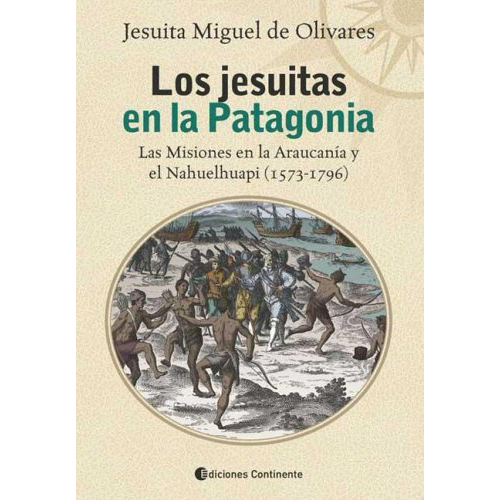 Jesuita Miguel de Olivares
Los jesuitas
en la Patagonia
Las Misiones en la Araucanía y
el Nahuelhuapi (1573-1796)
Ediciones Continente